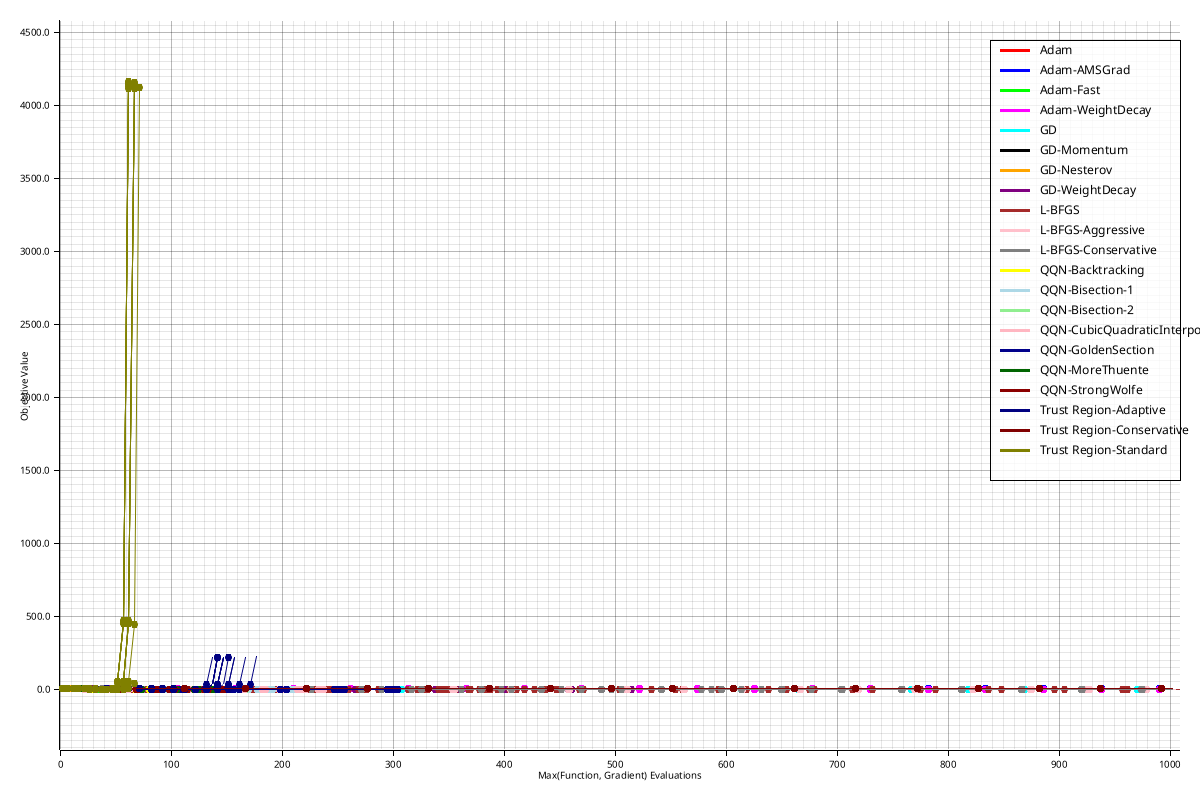 4500.0
4000.0
3500.0
3000.0
2500.0
2000.0
1500.0
1000.0
500.0
0.0
Objective Value
0 100 200 300 400 500 600 700 800 900 1000
Max(Function, Gradient) Evaluations
Adam
Adam-AMSGrad
Adam-Fast
Adam-WeightDecay
GD
GD-Momentum
GD-Nesterov
GD-WeightDecay
L-BFGS
L-BFGS-Aggressive
L-BFGS-Conservative
QQN-Backtracking
QQN-Bisection-1
QQN-Bisection-2
QQN-CubicQuadraticInterpo
QQN-GoldenSection
QQN-MoreThuente
QQN-StrongWolfe
Trust Region-Adaptive
Trust Region-Conservative
Trust Region-Standard